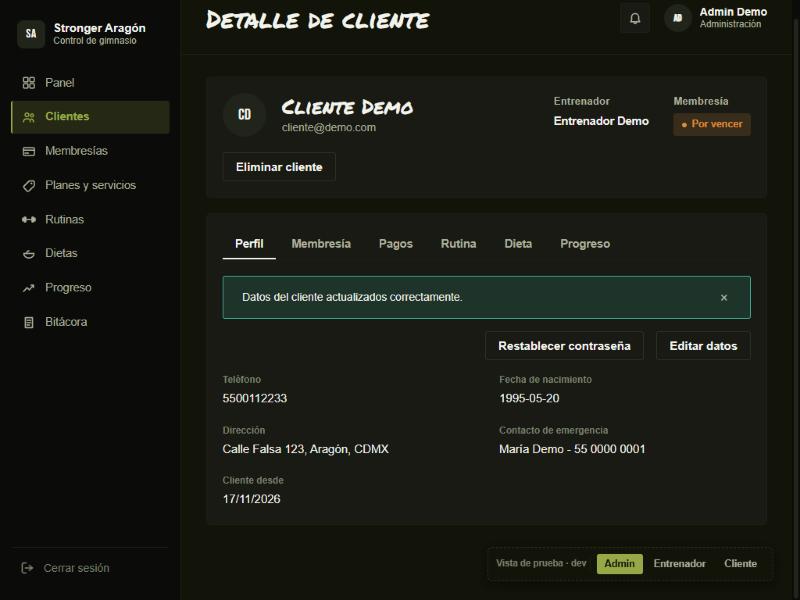 SA
Stronger Aragón
Control de gimnasio
Panel
Clientes
Membresías
Planes y servicios
Rutinas
Dietas
Progreso
Bitácora
Cerrar sesión
Detalle de cliente
AD
Admin Demo
Administración
CD
Cliente Demo
cliente@demo.com
Entrenador
Entrenador Demo
Membresía
Por vencer
Eliminar cliente
Perfil Membresía Pagos Rutina Dieta Progreso
Datos del cliente actualizados correctamente. ×
Restablecer contraseña Editar datos
Teléfono
5500112233
Fecha de nacimiento
1995-05-20
Dirección
Calle Falsa 123, Aragón, CDMX
Contacto de emergencia
María Demo - 55 0000 0001
Cliente desde
17/11/2026
Vista de prueba · dev Admin Entrenador Cliente